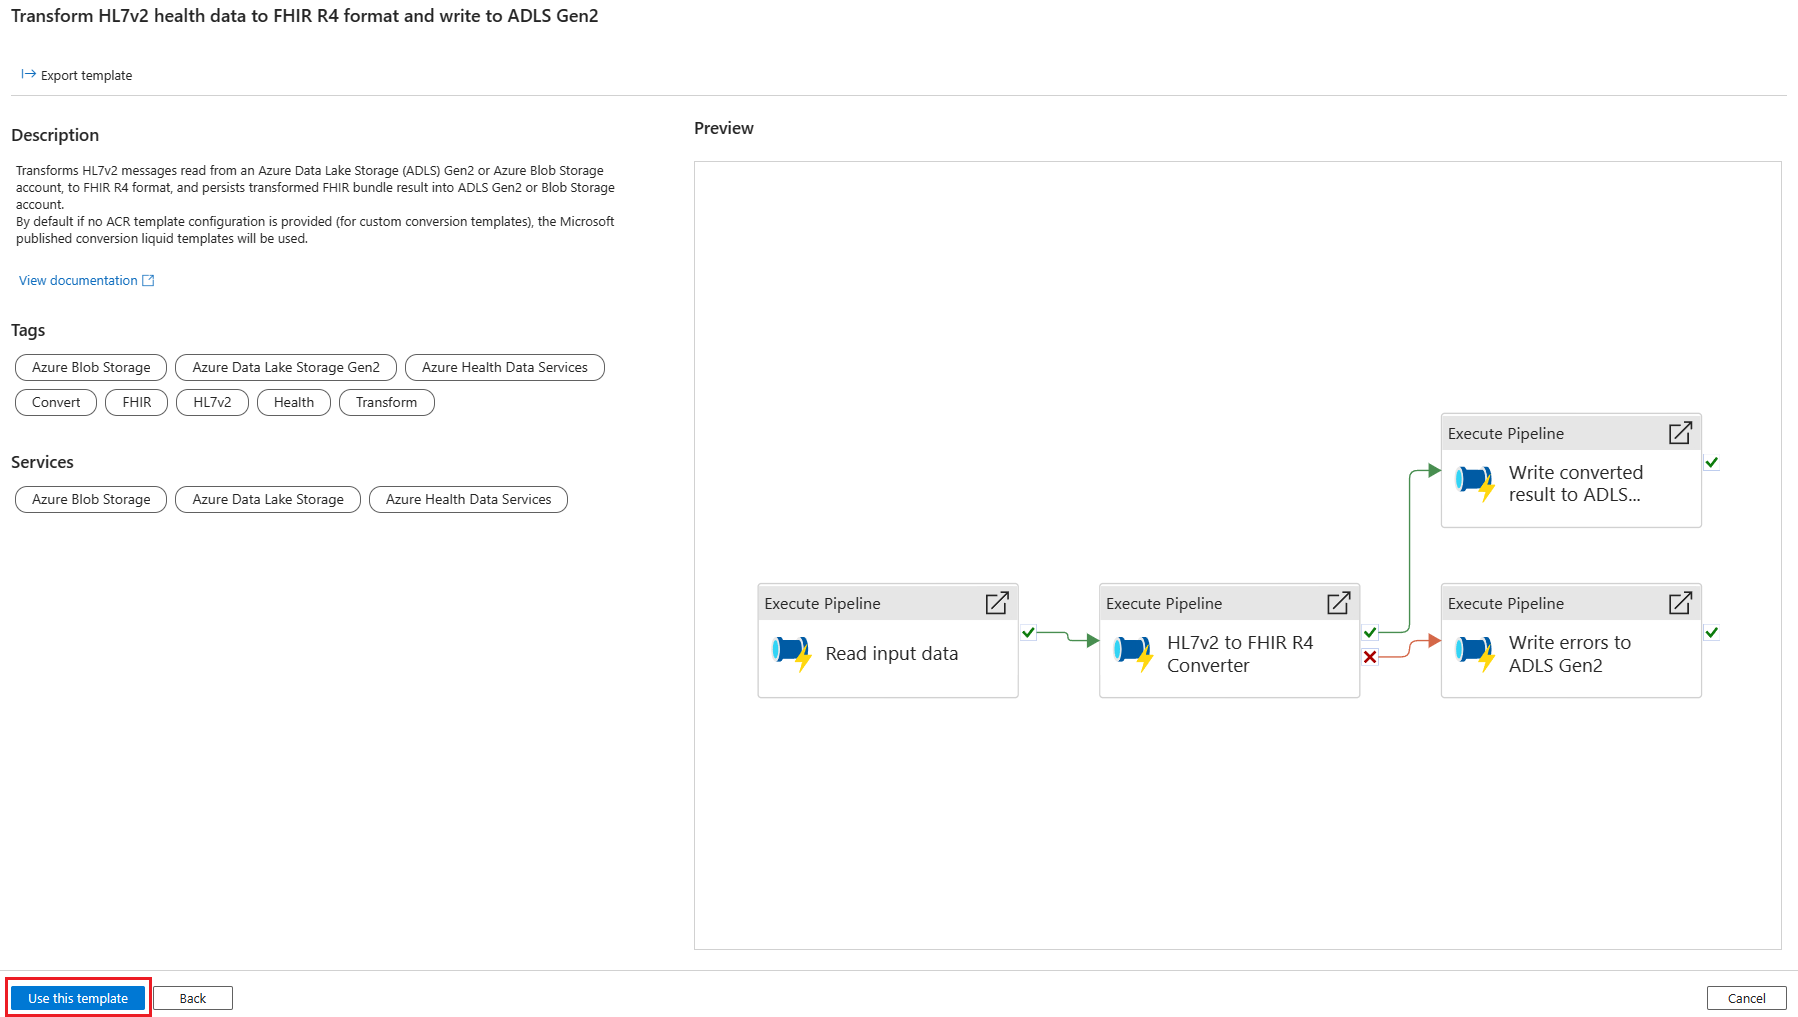 Transform HL7v2 health data to FHIR R4 format and write to ADLS Gen2
Export template
Description
Transforms HL7v2 messages read from an Azure Data Lake Storage (ADLS) Gen2 or Azure Blob Storage
account, to FHIR R4 format, and persists transformed FHIR bundle result into ADLS Gen2 or Blob Storage
account.
By default if no ACR template configuration is provided (for custom conversion templates), the Microsoft
published conversion liquid templates will be used.
View documentation
Tags
Azure Blob Storage
Azure Data Lake Storage Gen2
Azure Health Data Services
Convert
FHIR
HL7v2
Health
Transform
Services
Azure Blob Storage
Azure Data Lake Storage
Azure Health Data Services
Preview
Execute Pipeline
Read input data
Execute Pipeline
HL7v2 to FHIR R4
Converter
Execute Pipeline
Write converted
result to ADLS...
Execute Pipeline
Write errors to
ADLS Gen2
Use this template
Back
Cancel